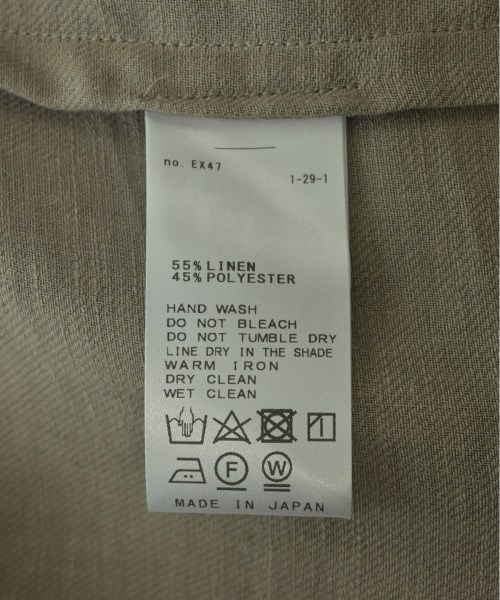 no. EX47
1-29-1
55% LINEN
45% POLYESTER
HAND WASH
DO NOT BLEACH
DO NOT TUMBLE DRY
LINE DRY IN THE SHADE
WARM IRON
DRY CLEAN
WET CLEAN
F W
MADE IN JAPAN